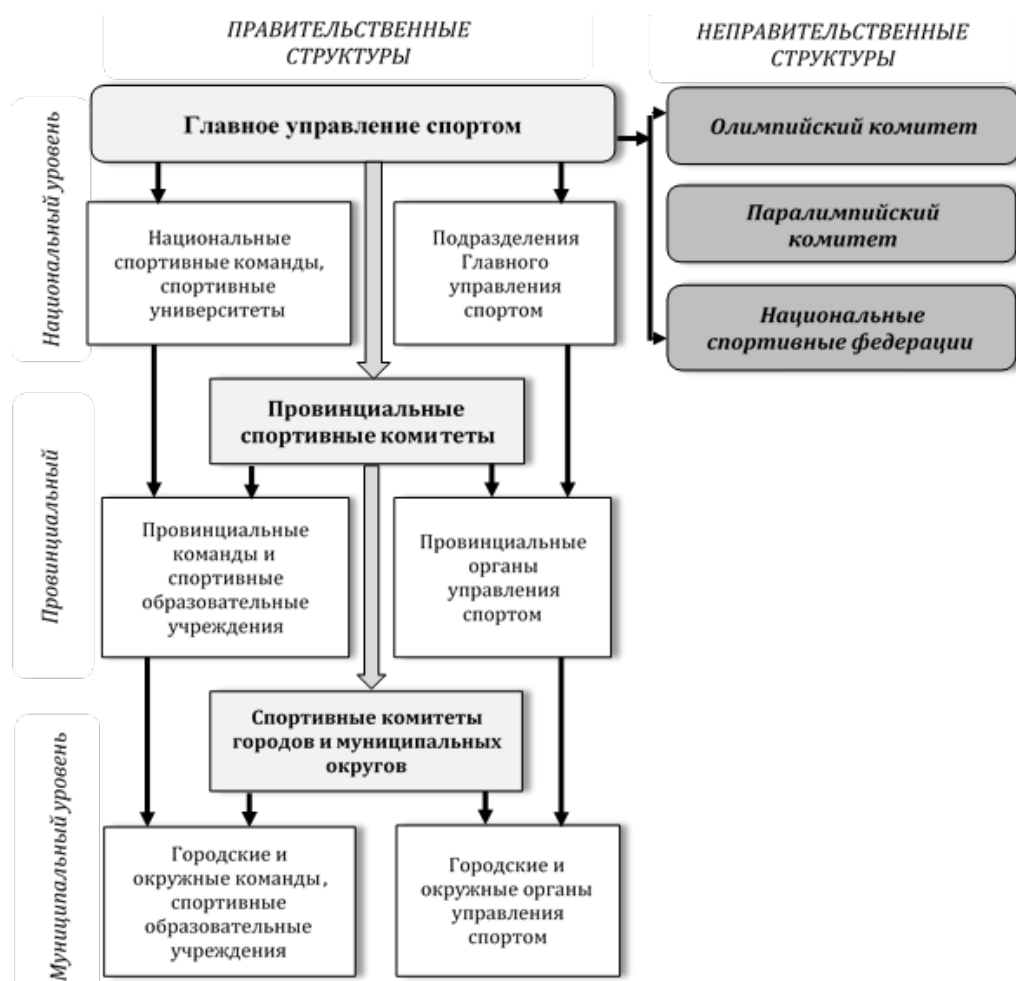 ПРАВИТЕЛЬСТВЕННЫЕ
СТРУКТУРЫ
НЕПРАВИТЕЛЬСТВЕННЫЕ
СТРУКТУРЫ
Национальный уровень
Главное управление спортом
Олимпийский комитет
Паралимпийский
комитет
Национальные
спортивные федерации
Национальные
спортивные команды,
спортивные
университеты
Подразделения
Главного
управления
спортом
Провинциальный
Провинциальные
спортивные комитеты
Провинциальные
команды и
спортивные
образовательные
учреждения
Провинциальные
органы
управления
спортом
Муниципальный уровень
Спортивные комитеты
городов и муниципальных
округов
Городские и
окружные команды,
спортивные
образовательные
учреждения
Городские и
окружные органы
управления
спортом